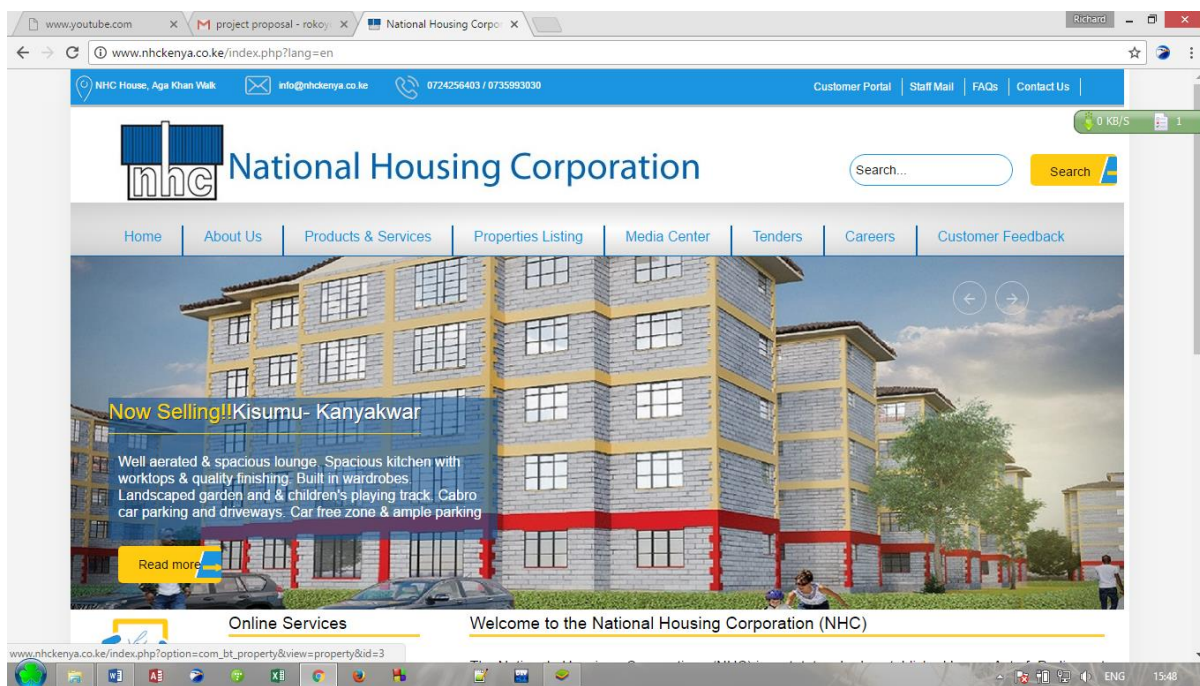 www.youtube.com
project proposal - rokoy
National Housing Corpor
Richard
www.nhckenya.co.ke/index.php?lang=en
NHC House, Aga Khan Walk
info@nhckenya.co.ke
0724256403 / 0735993030
Customer Portal
Staff Mail
FAQs
Contact Us
0 KB/S
1
nhc
National Housing Corporation
Search...
Search
Home
About Us
Products & Services
Properties Listing
Media Center
Tenders
Careers
Customer Feedback
Now Selling!!Kisumu- Kanyakwar
Well aerated & spacious lounge. Spacious kitchen with
worktops & quality finishing. Built in wardrobes.
Landscaped garden and & children's playing track. Cabro
car parking and driveways. Car free zone & ample parking
Read more
Online Services
Welcome to the National Housing Corporation (NHC)
www.nhckenya.co.ke/index.php?option=com_bt_property&view=property&id=3
ENG
15:48